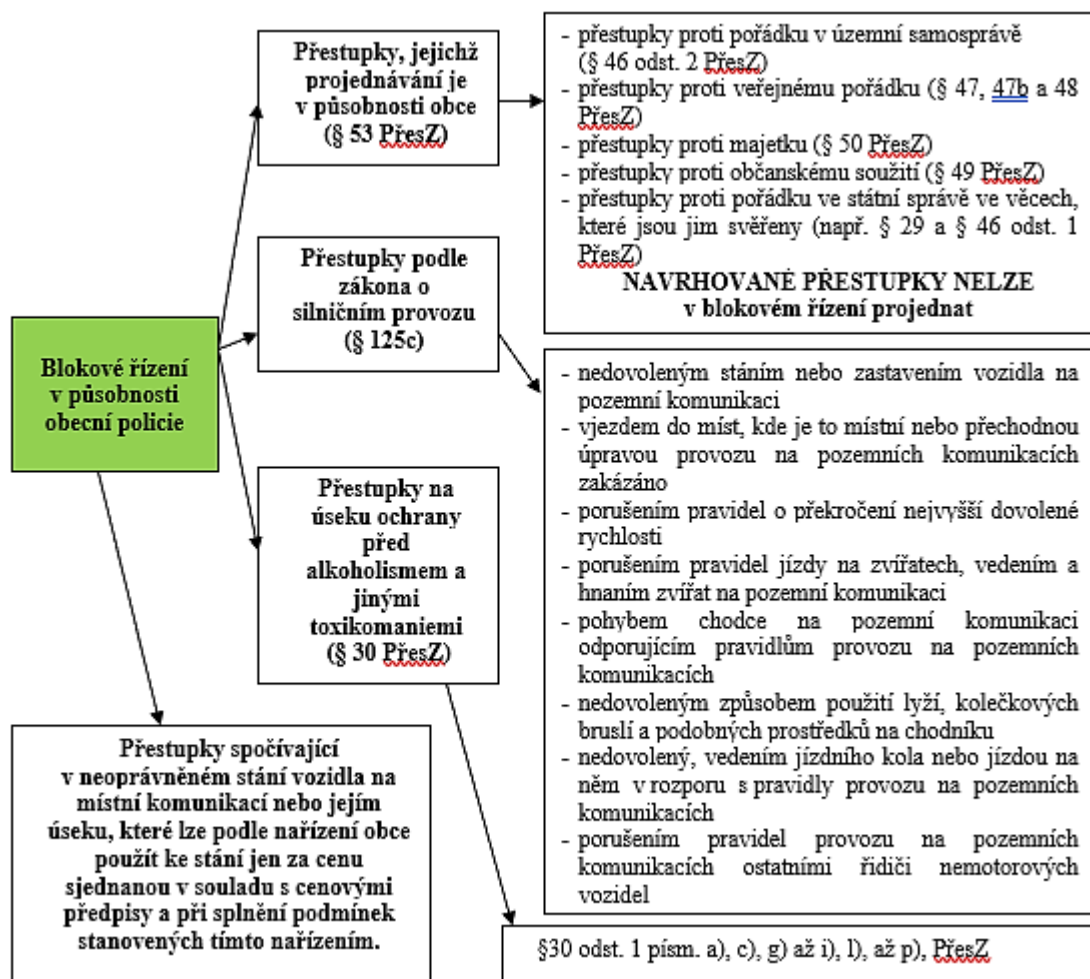 Blokové řízení
v působnosti
obecní policie
Přestupky, jejichž
projednávání je
v působnosti obce
(§ 53 PřesZ)
- přestupky proti pořádku v územní samosprávě
(§ 46 odst. 2 PřesZ)
- přestupky proti veřejnému pořádku (§ 47, 47b a 48
PřesZ)
- přestupky proti majetku (§ 50 PřesZ)
- přestupky proti občanskému soužití (§ 49 PřesZ)
- přestupky proti pořádku ve státní správě ve věcech,
které jsou jim svěřeny (např. § 29 a § 46 odst. 1
PřesZ)
NAVRHOVANÉ PŘESTUPKY NELZE
v blokovém řízení projednat
Přestupky podle
zákona o
silničním provozu
(§ 125c)
- nedovoleným stáním nebo zastavením vozidla na
pozemní komunikaci
- vjezdem do míst, kde je to místní nebo přechodnou
úpravou provozu na pozemních komunikacích
zakázáno
- porušením pravidel o překročení nejvyšší dovolené
rychlosti
- porušením pravidel jízdy na zvířatech, vedením a
hnaním zvířat na pozemní komunikaci
- pohybem chodce na pozemní komunikaci
odporujícím pravidlům provozu na pozemních
komunikacích
- nedovoleným způsobem použití lyží, kolečkových
bruslí a podobných prostředků na chodníku
- nedovolený, vedením jízdního kola nebo jízdou na
něm v rozporu s pravidly provozu na pozemních
komunikacích
- porušením pravidel provozu na pozemních
komunikacích ostatními řidiči nemotorových
vozidel
Přestupky na
úseku ochrany
před
alkoholismem a
jinými
toxikomaniemi
(§ 30 PřesZ)
§30 odst. 1 písm. a), c), g) až i), l), až p), PřesZ
Přestupky spočívající
v neoprávněném stání vozidla na
místní komunikací nebo jejím
úseku, které lze podle nařízení obce
použít ke stání jen za cenu
sjednanou v souladu s cenovými
předpisy a při splnění podmínek
stanovených tímto nařízením.